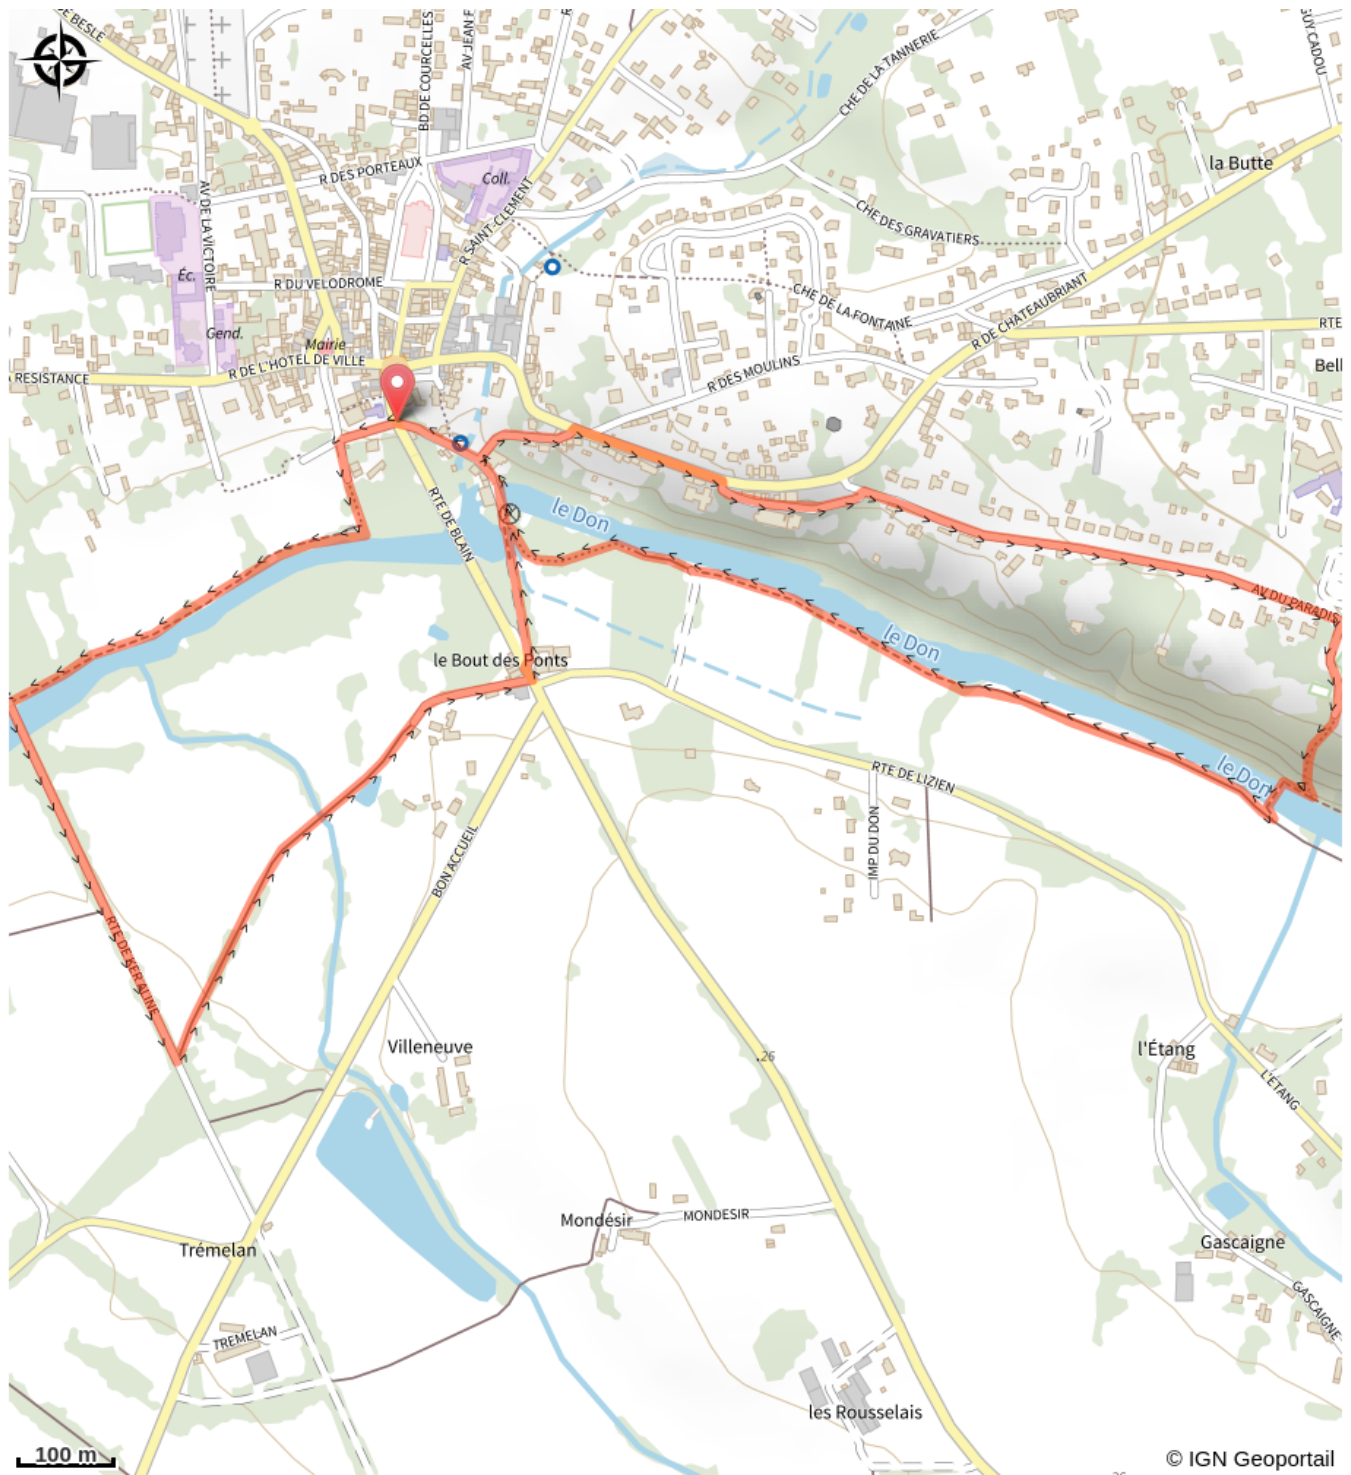 E BESLE
BD DE COURCELLES
AV JEAN F
CHE DE LA TANNERIE
GUY CADOU
la Butte
R DES PORTEAUX
Coll.
AV DE LA VICTOIRE
R SAINT-CLEMENT
CHE DES GRAVATIERS
Éc.
R DU VELODROME
CHE DE LA FONTAINE
R DE CHATEAUBRIANT
RTE
Gend.
Mairie
R DE L'HOTEL DE VILLE
RESISTANCE
R DES MOULINS
Bell
RTE DE BLAIN
le Don
AV DU PARADIS
le Don
le Bout des Ponts
le Don
RTE DE LIZIEN
IMP DU DON
BON ACCUEIL
RTE DE KERALINE
Villeneuve
26
l'Étang
L'ETANG
Mondésir
MONDESIR
Trémelan
Gascaigne
GASCAIGNE
TREMELAN
les Rousselais
100 m
© IGN Geoportail
26